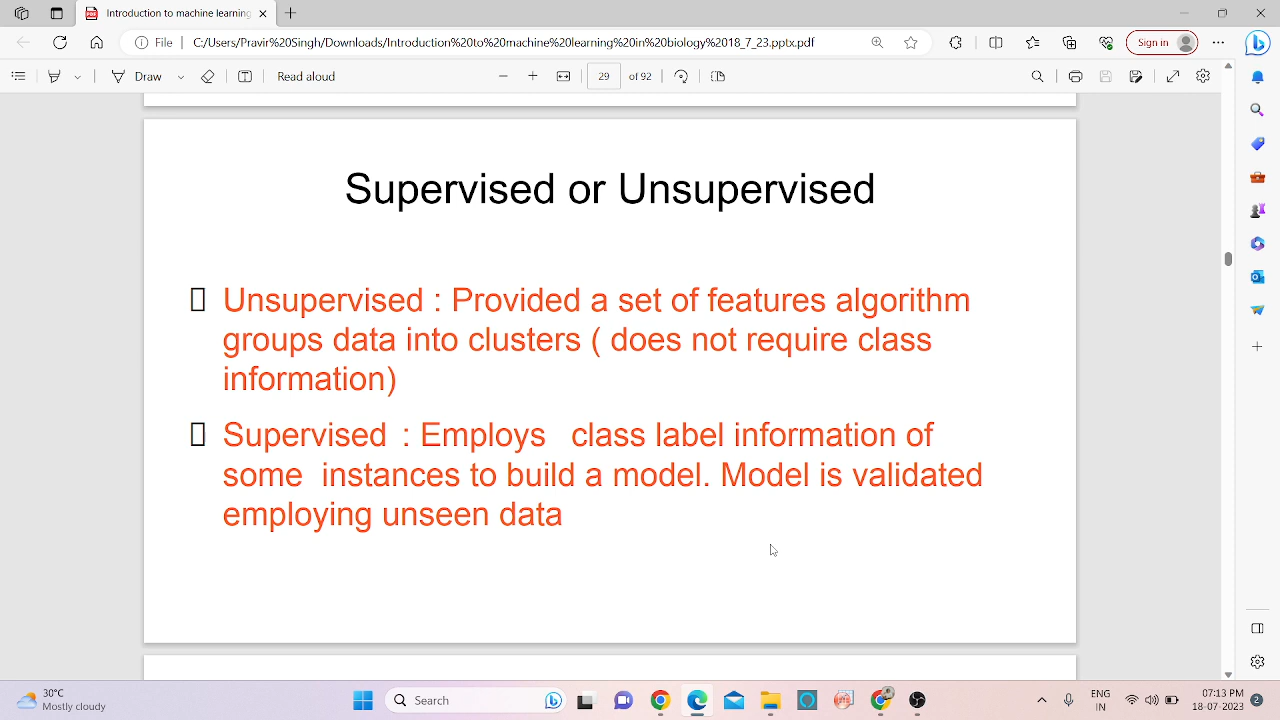 Introduction to machine learning
File
C:/Users/Pravir%20Singh/Downloads/Introduction%20to%20machine%20learning%20in%20biology%2018_7_23.pptx.pdf
Sign in
Draw
Read aloud
29
of 92
Supervised or Unsupervised
Unsupervised : Provided a set of features algorithm
groups data into clusters ( does not require class
information)
Supervised : Employs class label information of
some instances to build a model. Model is validated
employing unseen data
30°C
Mostly cloudy
Search
ENG
IN
07:13 PM
18-07-2023
2